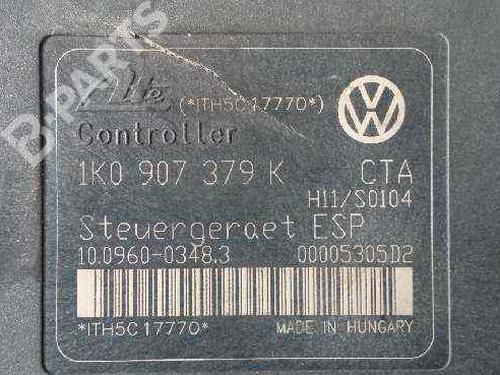 B-PARTS
Ate
(*ITH5C17770*)
Controller
1K0 907 379 K CTA
H11/S0104
Steuergeraet ESP
10.0960-0348.3 00005305D2
*ITH5C17770* MADE IN HUNGARY